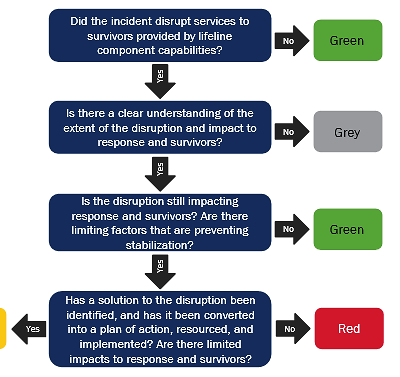 Did the incident disrupt services to
survivors provided by lifeline
component capabilities?
No
Green
Yes
Is there a clear understanding of the
extent of the disruption and impact to
response and survivors?
No
Grey
Yes
Is the disruption still impacting
response and survivors? Are there
limiting factors that are preventing
stabilization?
No
Green
Yes
Has a solution to the disruption been
identified, and has it been converted
into a plan of action, resourced, and
implemented? Are there limited
impacts to response and survivors?
Yes
No
Red